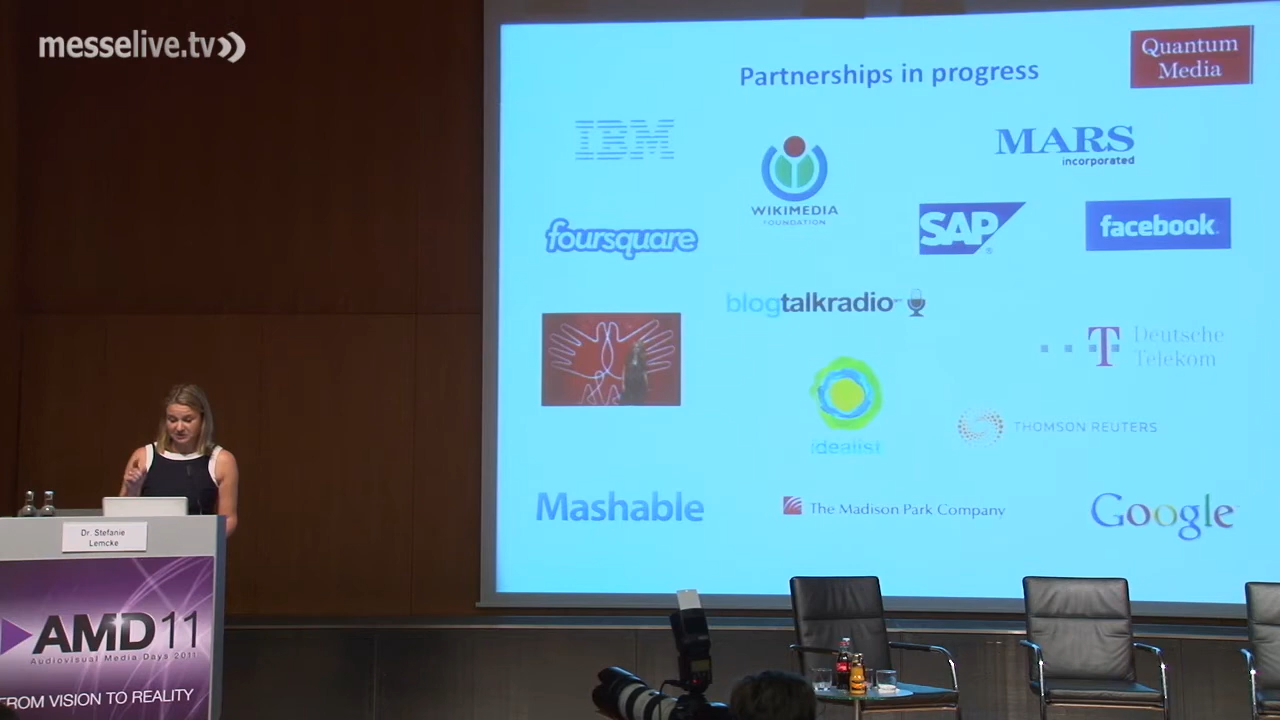 messelive.tv
Quantum
Media
Partnerships in progress
IBM
MARS
incorporated
WIKIMEDIA
FOUNDATION
foursquare
SAP
facebook
blogtalkradio
T Deutsche
Telekom
idealist
THOMSON REUTERS
Mashable
The Madison Park Company
Google
Dr. Stefanie
Lemcke
AMD11
Audiovisual Media Days 2011
FROM VISION TO REALITY